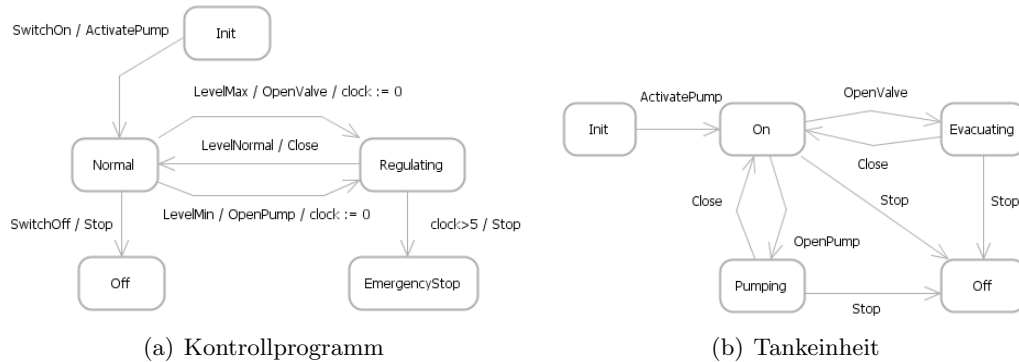 SwitchOn / ActivatePump
Init
LevelMax / OpenValve / clock := 0
Normal
LevelNormal / Close
Regulating
LevelMin / OpenPump / clock := 0
SwitchOff / Stop
clock>5 / Stop
Off
EmergencyStop
(a) Kontrollprogramm
ActivatePump
OpenValve
Init
On
Evacuating
Close
Close
Stop
Stop
OpenPump
Pumping
Off
Stop
(b) Tankeinheit